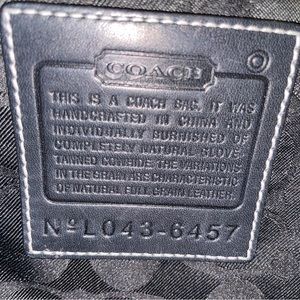 COACH
THIS IS A COACH BAG. IT WAS
HANDCRAFTED IN CHINA AND
INDIVIDUALLY BURNISHED OF
COMPLETELY NATURAL GLOVE
TANNED COWHIDE THE VARIATIONS
IN THE GRAIN ARE CHARACTERISTIC
OF NATURAL FULL GRAIN LEATHER.
Nº L043-6457